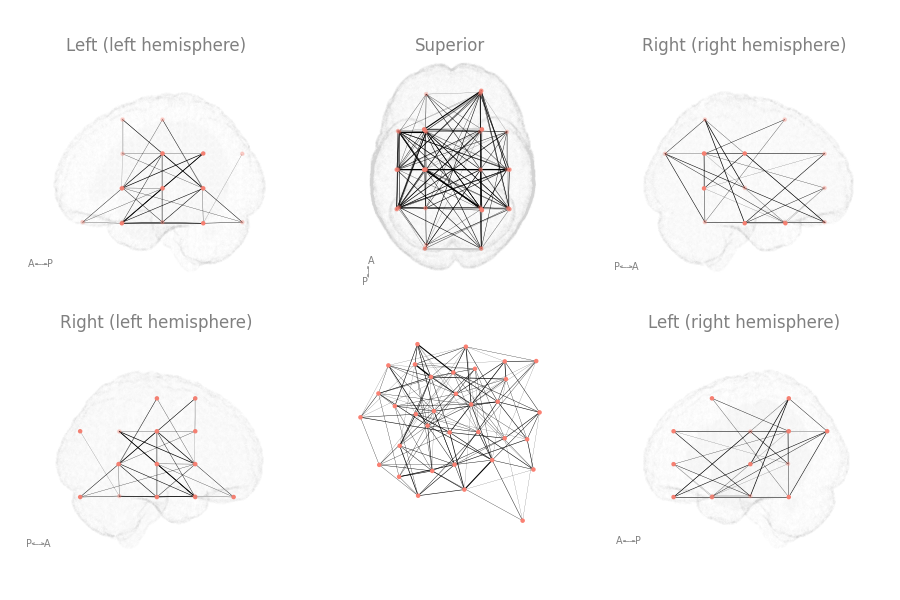 Left (left hemisphere)
Superior
Right (right hemisphere)
A P
A
P
P A
Right (left hemisphere)
Left (right hemisphere)
P A
A P